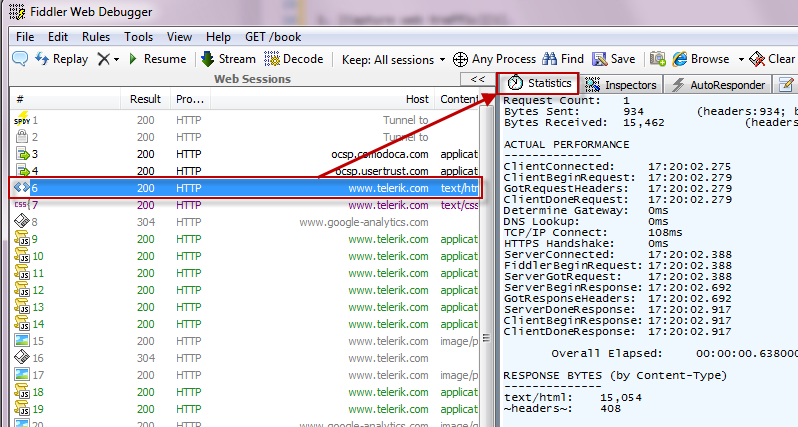 Fiddler Web Debugger
File Edit Rules Tools View Help GET /book
Replay Resume Stream Decode Keep: All sessions Any Process Find Save Browse Clear
Web Sessions <<
Statistics Inspectors AutoResponder
# Result Pro... Host Content
1 200 HTTP Tunnel to
2 200 HTTP Tunnel to
3 200 HTTP ocsp.comodoca.com applicat
4 200 HTTP ocsp.usertrust.com applicat
6 200 HTTP www.telerik.com text/htr
7 200 HTTP www.telerik.com text/css
8 304 HTTP www.google-analytics.com
9 200 HTTP www.telerik.com applicat
10 200 HTTP www.telerik.com applicat
11 200 HTTP www.telerik.com applicat
12 200 HTTP www.telerik.com applicat
13 200 HTTP www.telerik.com applicat
14 200 HTTP www.telerik.com applicat
15 200 HTTP www.telerik.com image/p
16 304 HTTP www.telerik.com
17 200 HTTP www.telerik.com image/p
18 200 HTTP www.telerik.com applicat
19 200 HTTP www.telerik.com applicat
20 200 HTTP www.google-analytics.com image/
Request Count: 1
Bytes Sent: 934 (headers:934; b
Bytes Received: 15,462 (headers
ACTUAL PERFORMANCE
---------------
ClientConnected: 17:20:02.275
ClientBeginRequest: 17:20:02.279
GotRequestHeaders: 17:20:02.279
ClientDoneRequest: 17:20:02.279
Determine Gateway: 0ms
DNS Lookup: 0ms
TCP/IP Connect: 108ms
HTTPS Handshake: 0ms
ServerConnected: 17:20:02.388
FiddlerBeginRequest: 17:20:02.388
ServerGotRequest: 17:20:02.388
ServerBeginResponse: 17:20:02.692
GotResponseHeaders: 17:20:02.692
ServerDoneResponse: 17:20:02.917
ClientBeginResponse: 17:20:02.917
ClientDoneResponse: 17:20:02.917
Overall Elapsed: 00:00:00.638000
RESPONSE BYTES (by Content-Type)
---------------
text/html: 15,054
~headers~: 408